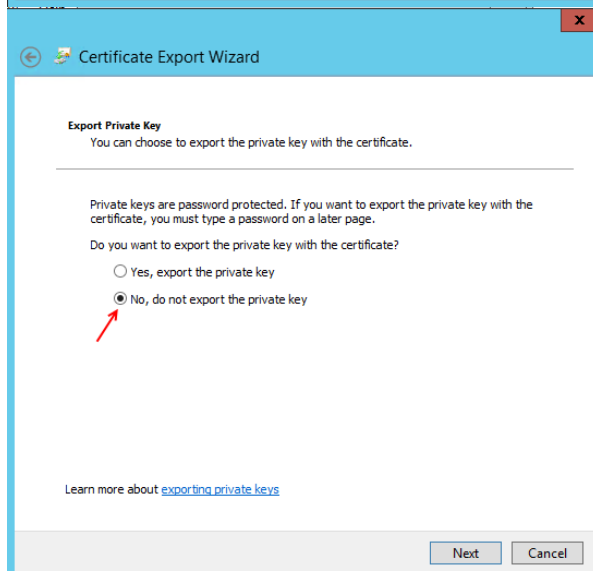 Certificate Export Wizard
Export Private Key
You can choose to export the private key with the certificate.
Private keys are password protected. If you want to export the private key with the
certificate, you must type a password on a later page.
Do you want to export the private key with the certificate?
Yes, export the private key
No, do not export the private key
Learn more about exporting private keys
Next Cancel